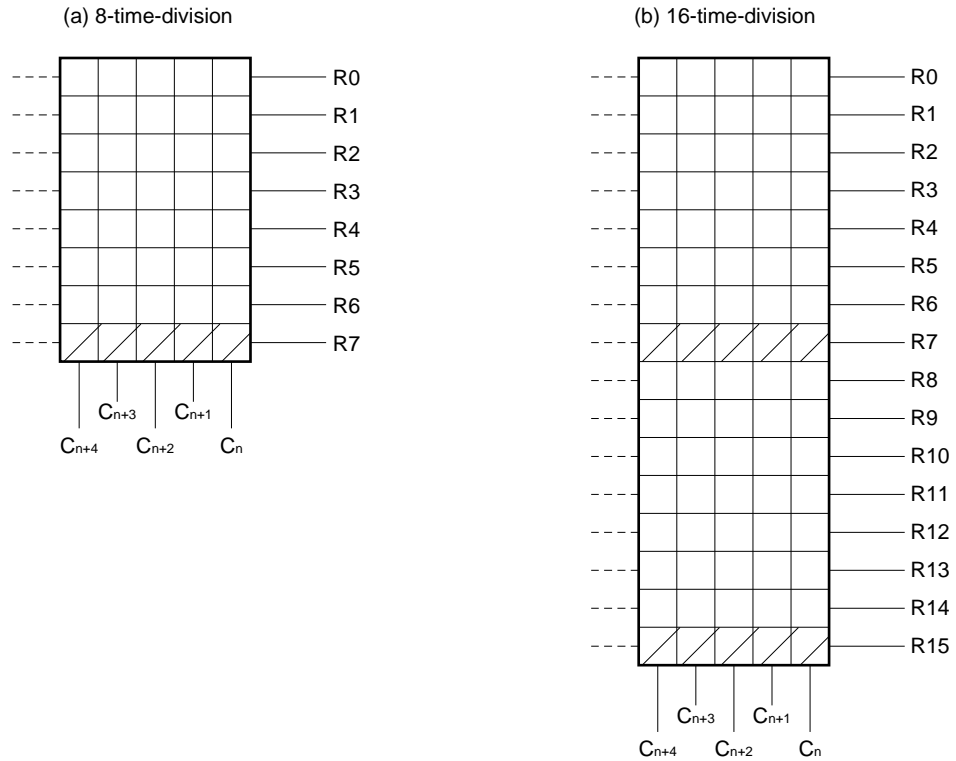 (a) 8-time-division
R0
R1
R2
R3
R4
R5
R6
R7
Cn+3 Cn+1
Cn+4 Cn+2 Cn
(b) 16-time-division
R0
R1
R2
R3
R4
R5
R6
R7
R8
R9
R10
R11
R12
R13
R14
R15
Cn+3 Cn+1
Cn+4 Cn+2 Cn